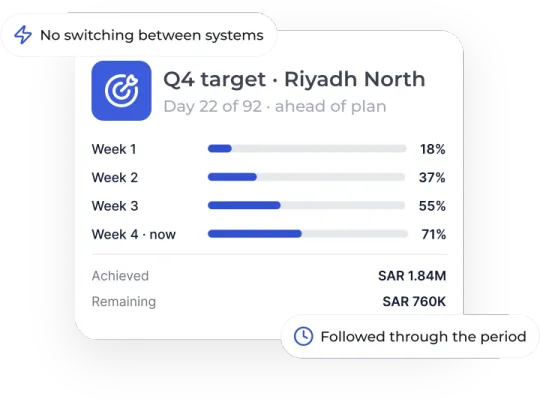 No switching between systems
Q4 target · Riyadh North
Day 22 of 92 · ahead of plan
Week 1 18%
Week 2 37%
Week 3 55%
Week 4 · now 71%
Achieved SAR 1.84M
Remaining SAR 760K
Followed through the period